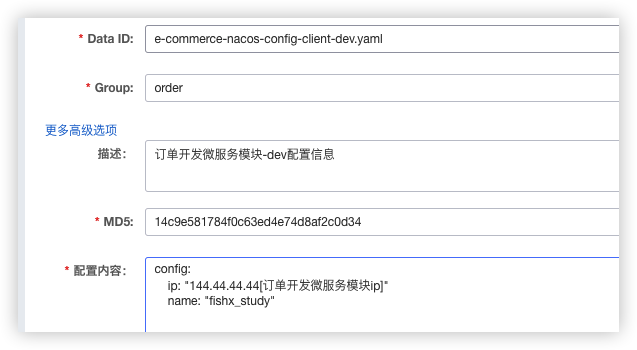 * Data ID: e-commerce-nacos-config-client-dev.yaml
* Group: order
更多高级选项
描述: 订单开发微服务模块-dev配置信息
* MD5: 14c9e581784f0c63ed4e74d8af2c0d34
* 配置内容: config:
ip: "144.44.44.44[订单开发微服务模块ip]"
name: "fishx_study"